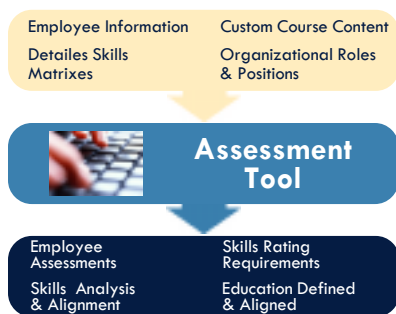 Employee Information
Custom Course Content
Detailes Skills
Matrixes
Organizational Roles
& Positions
Assessment
Tool
Employee
Assessments
Skills Rating
Requirements
Skills Analysis
& Alignment
Education Defined
& Aligned